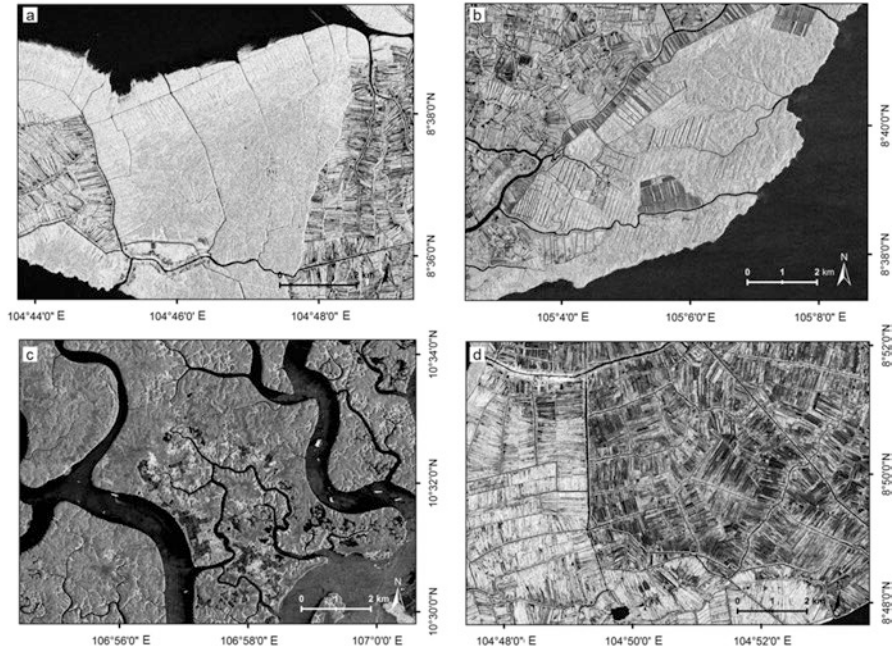 a
8°38'0"N
8°36'0"N
2 km
104°44'0" E
104°46'0" E
104°48'0" E
b
8°40'0"N
8°38'0"N
N
0 1 2 km
105°4'0" E
105°6'0" E
105°8'0" E
c
10°34'0"N
10°32'0"N
10°30'0"N
N
0 1 2 km
106°56'0" E
106°58'0" E
107°0'0" E
d
8°52'0"N
8°50'0"N
8°48'0"N
N
0 1 2 km
104°48'0" E
104°50'0" E
104°52'0" E